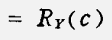 = R_Y(c)